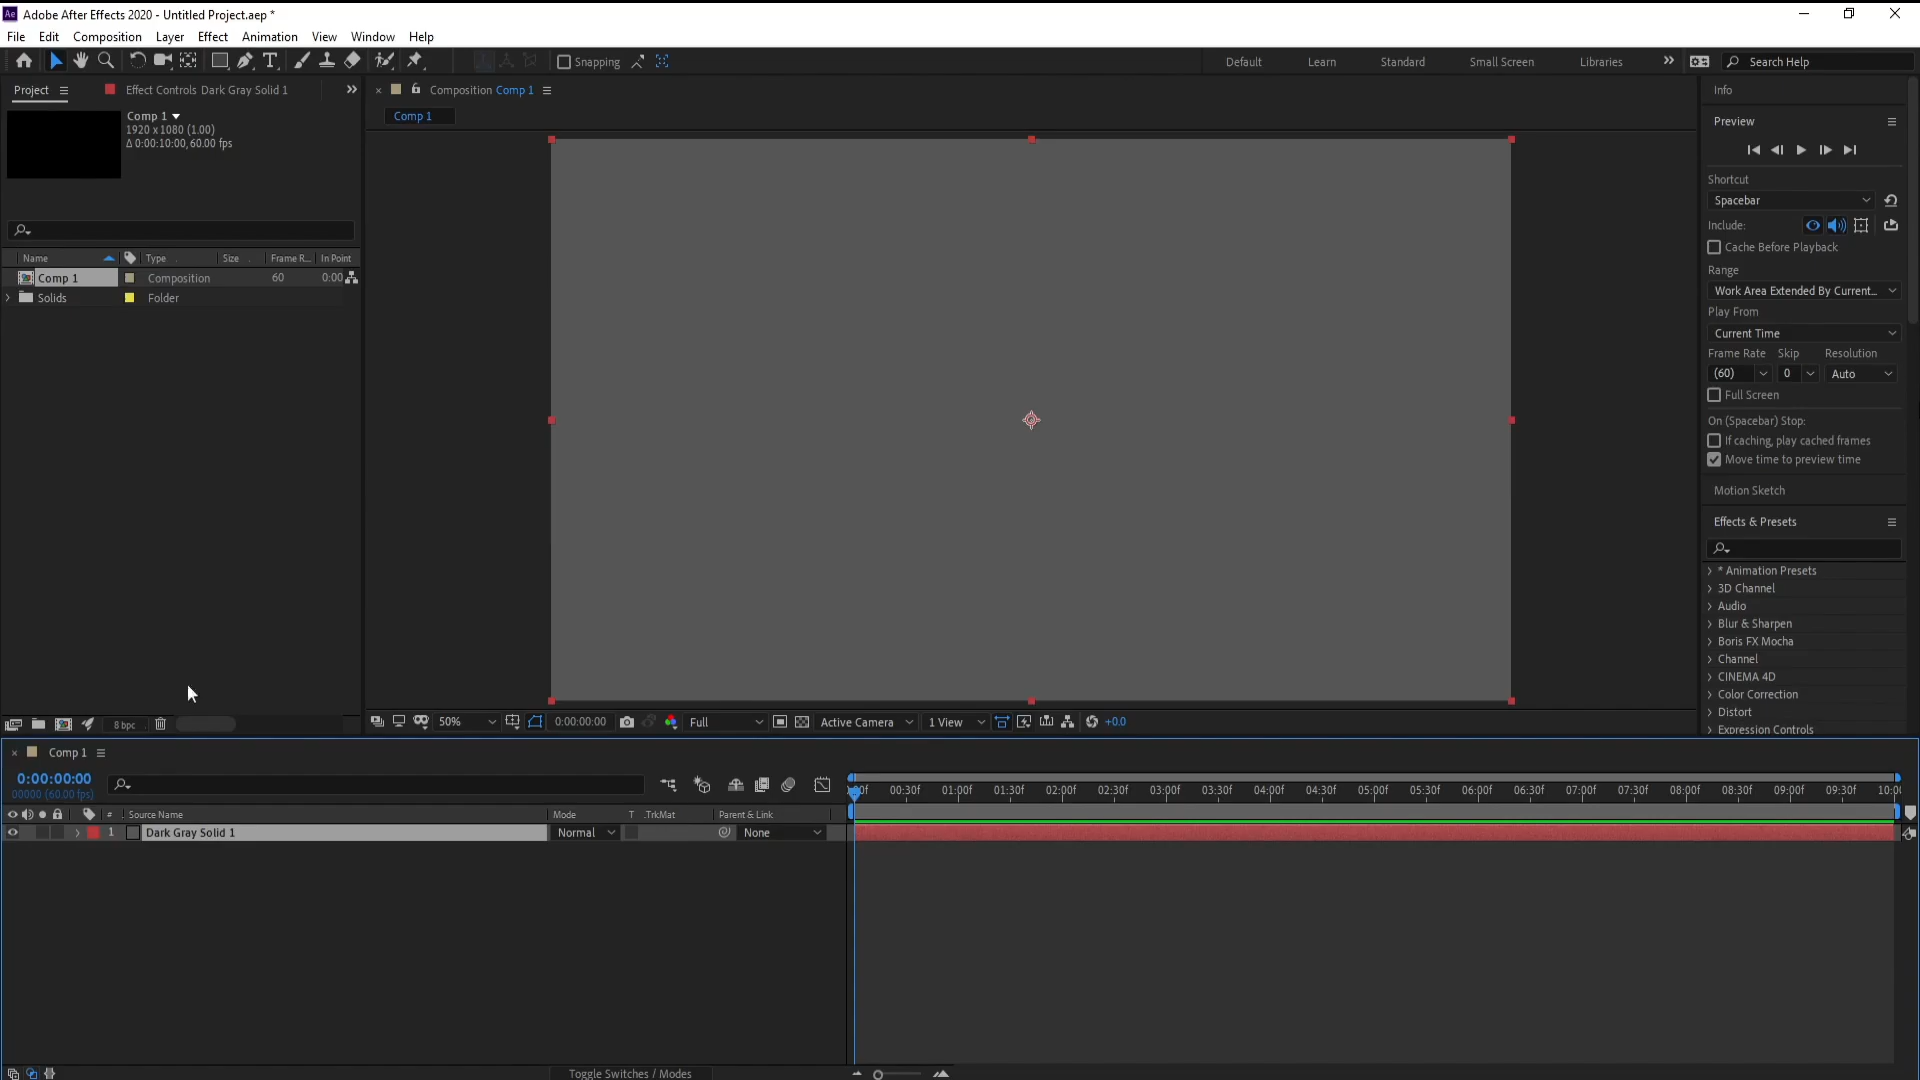 Adobe After Effects 2020 - Untitled Project.aep *
File Edit Composition Layer Effect Animation View Window Help
Snapping Default Learn Standard Small Screen Libraries Search Help
Project Effect Controls Dark Gray Solid 1
Composition Comp 1
Comp 1
Comp 1
1920 x 1080 (1.00)
Δ 0:00:10:00, 60.00 fps
Name Type Size Frame R... In Point
Comp 1 Composition 60 0:00
Solids Folder
8 bpc
50% 0:00:00:00 Full Active Camera 1 View +0.0
Info
Preview
Shortcut
Spacebar
Include:
Cache Before Playback
Range
Work Area Extended By Current...
Play From
Current Time
Frame Rate Skip Resolution
(60) 0 Auto
Full Screen
On (Spacebar) Stop:
If caching, play cached frames
Move time to preview time
Motion Sketch
Effects & Presets
* Animation Presets
3D Channel
Audio
Blur & Sharpen
Boris FX Mocha
Channel
CINEMA 4D
Color Correction
Distort
Expression Controls
Comp 1
0:00:00:00
00000 (60.00 fps)
00:30f 01:00f 01:30f 02:00f 02:30f 03:00f 03:30f 04:00f 04:30f 05:00f 05:30f 06:00f 06:30f 07:00f 07:30f 08:00f 08:30f 09:00f 09:30f 10:00
# Source Name Mode T .TrkMat Parent & Link
1 Dark Gray Solid 1 Normal None
Toggle Switches / Modes